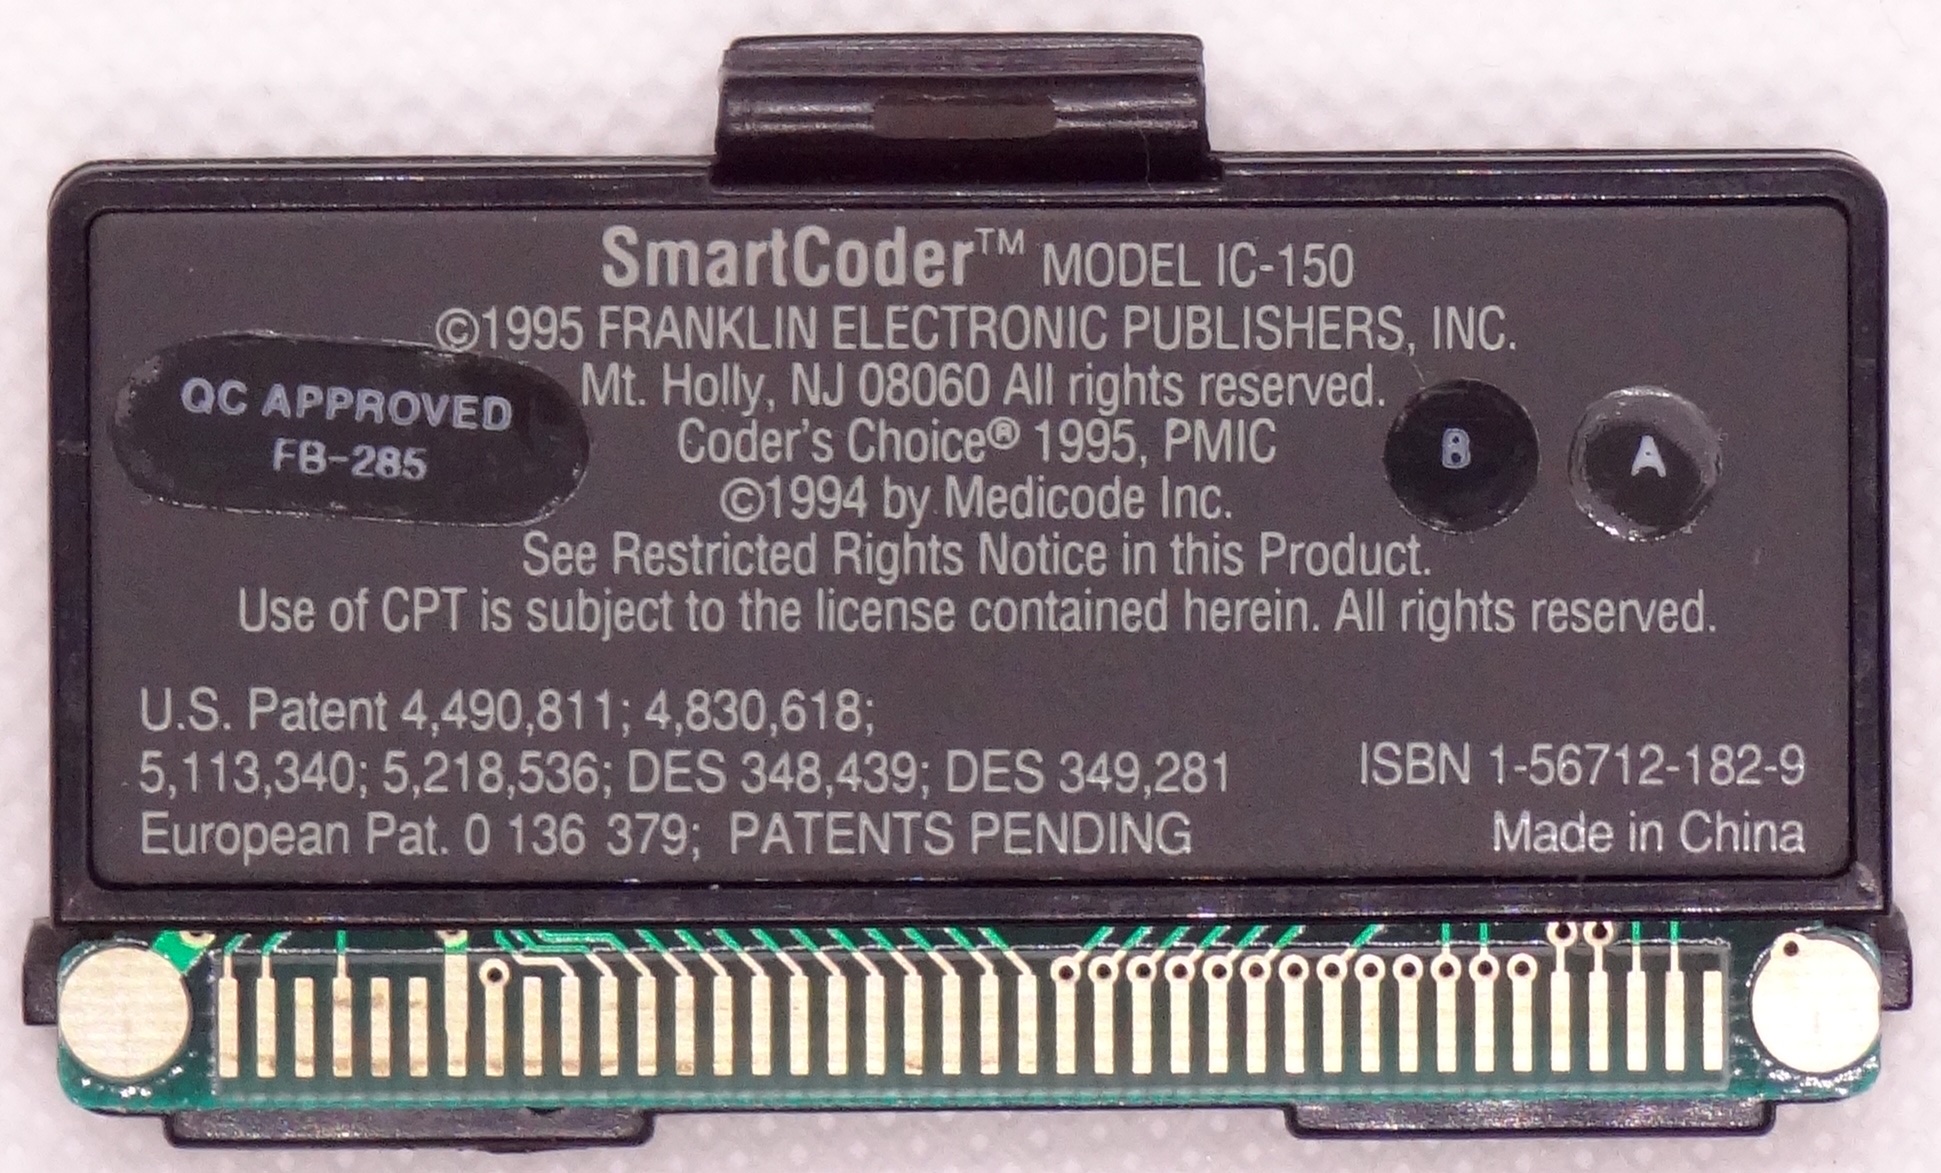 SmartCoder™ MODEL IC-150
©1995 FRANKLIN ELECTRONIC PUBLISHERS, INC.
Mt. Holly, NJ 08060 All rights reserved.
Coder's Choice® 1995, PMIC
©1994 by Medicode Inc.
See Restricted Rights Notice in this Product.
Use of CPT is subject to the license contained herein. All rights reserved.
QC APPROVED
FB-285
B
A
U.S. Patent 4,490,811; 4,830,618;
5,113,340; 5,218,536; DES 348,439; DES 349,281
European Pat. 0 136 379; PATENTS PENDING
ISBN 1-56712-182-9
Made in China